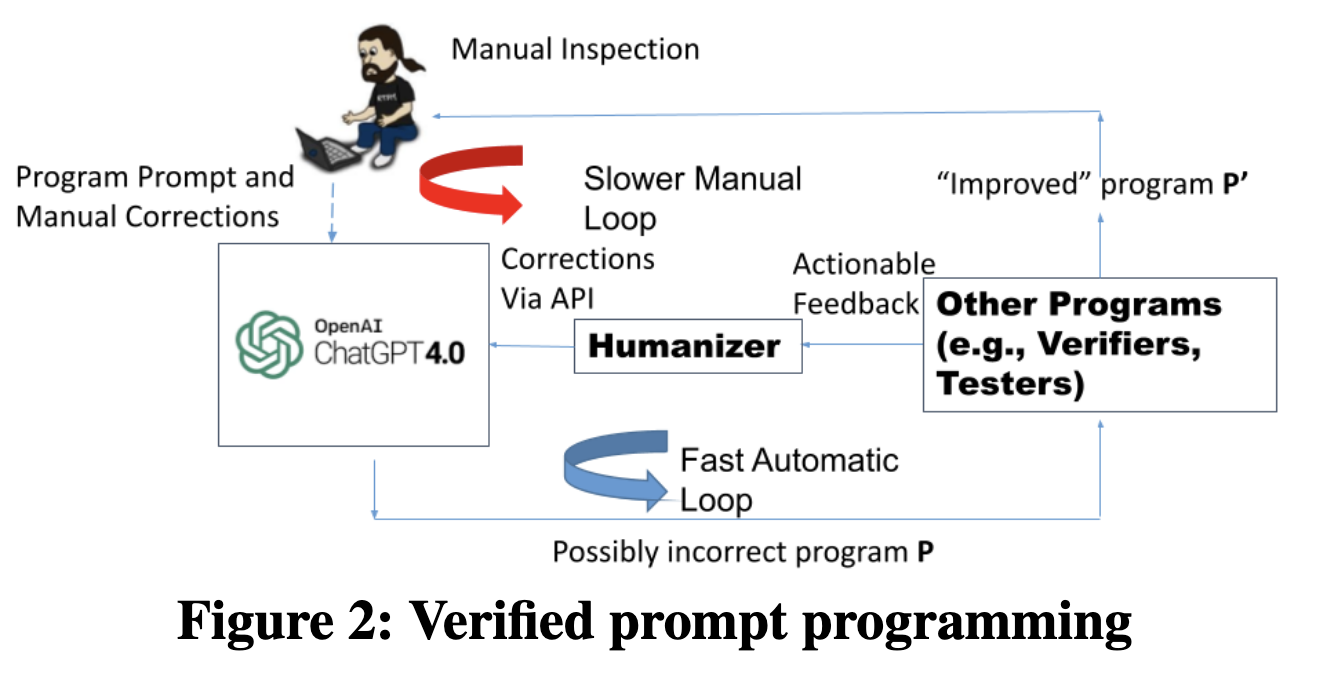 Manual Inspection
Program Prompt and
Manual Corrections
Slower Manual
Loop
“Improved” program P’
Corrections
Via API
Actionable
Feedback
OpenAI
ChatGPT4.0
Humanizer
Other Programs
(e.g., Verifiers,
Testers)
Fast Automatic
Loop
Possibly incorrect program P
Figure 2: Verified prompt programming